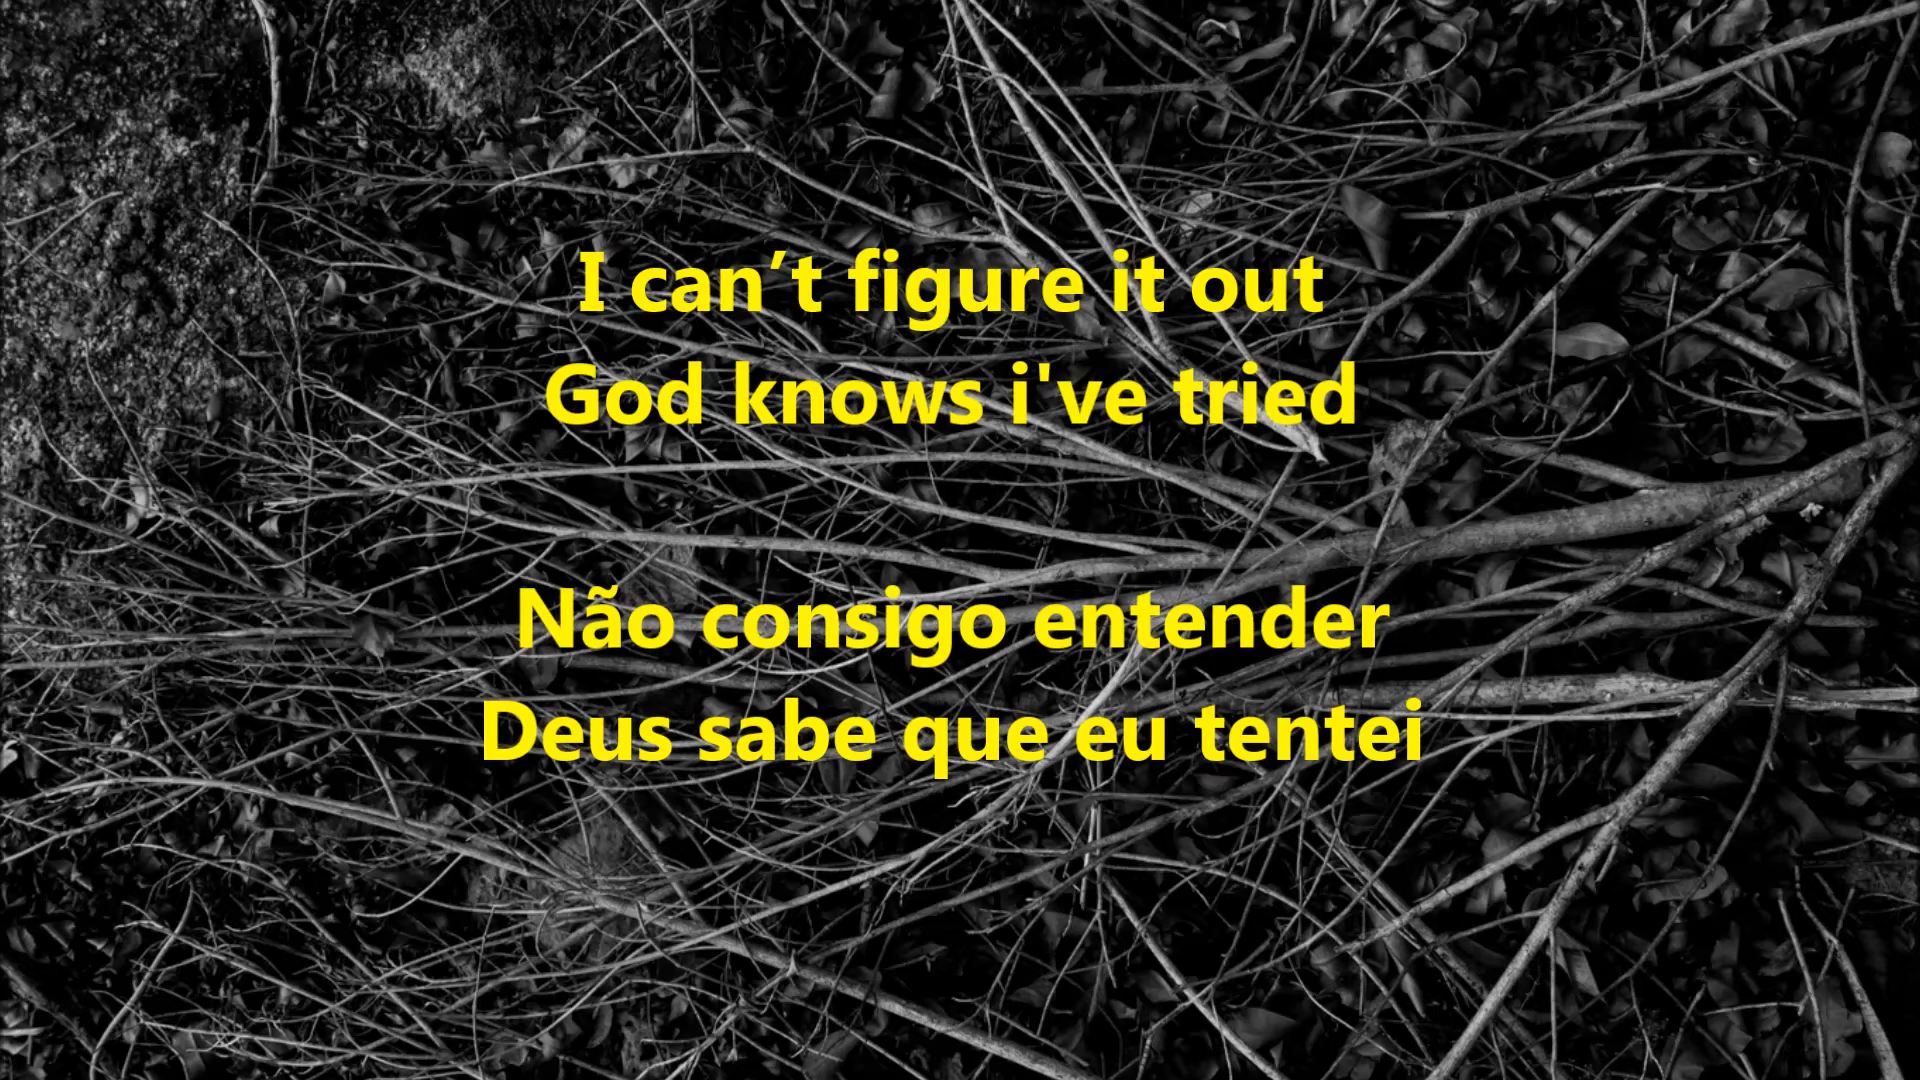 I can’t figure it out
God knows i've tried
Não consigo entender
Deus sabe que eu tentei